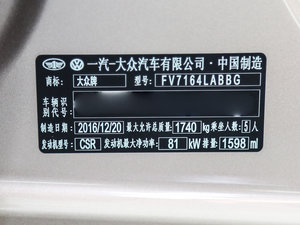 一汽-大众汽车有限公司·中国制造
商标: 大众牌 型号: FV7164LABBG
车辆识别代号:
制造日期 2016/12/20 最大允许总质量: 1740 kg 乘坐人数: 5 人
发动机型号: CSR 发动机最大净功率: 81 kW 排量: 1598 ml